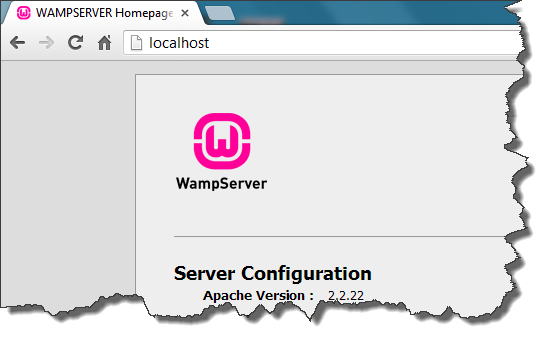 WAMPSERVER Homepage
localhost
WampServer
Server Configuration
Apache Version : 2.2.22